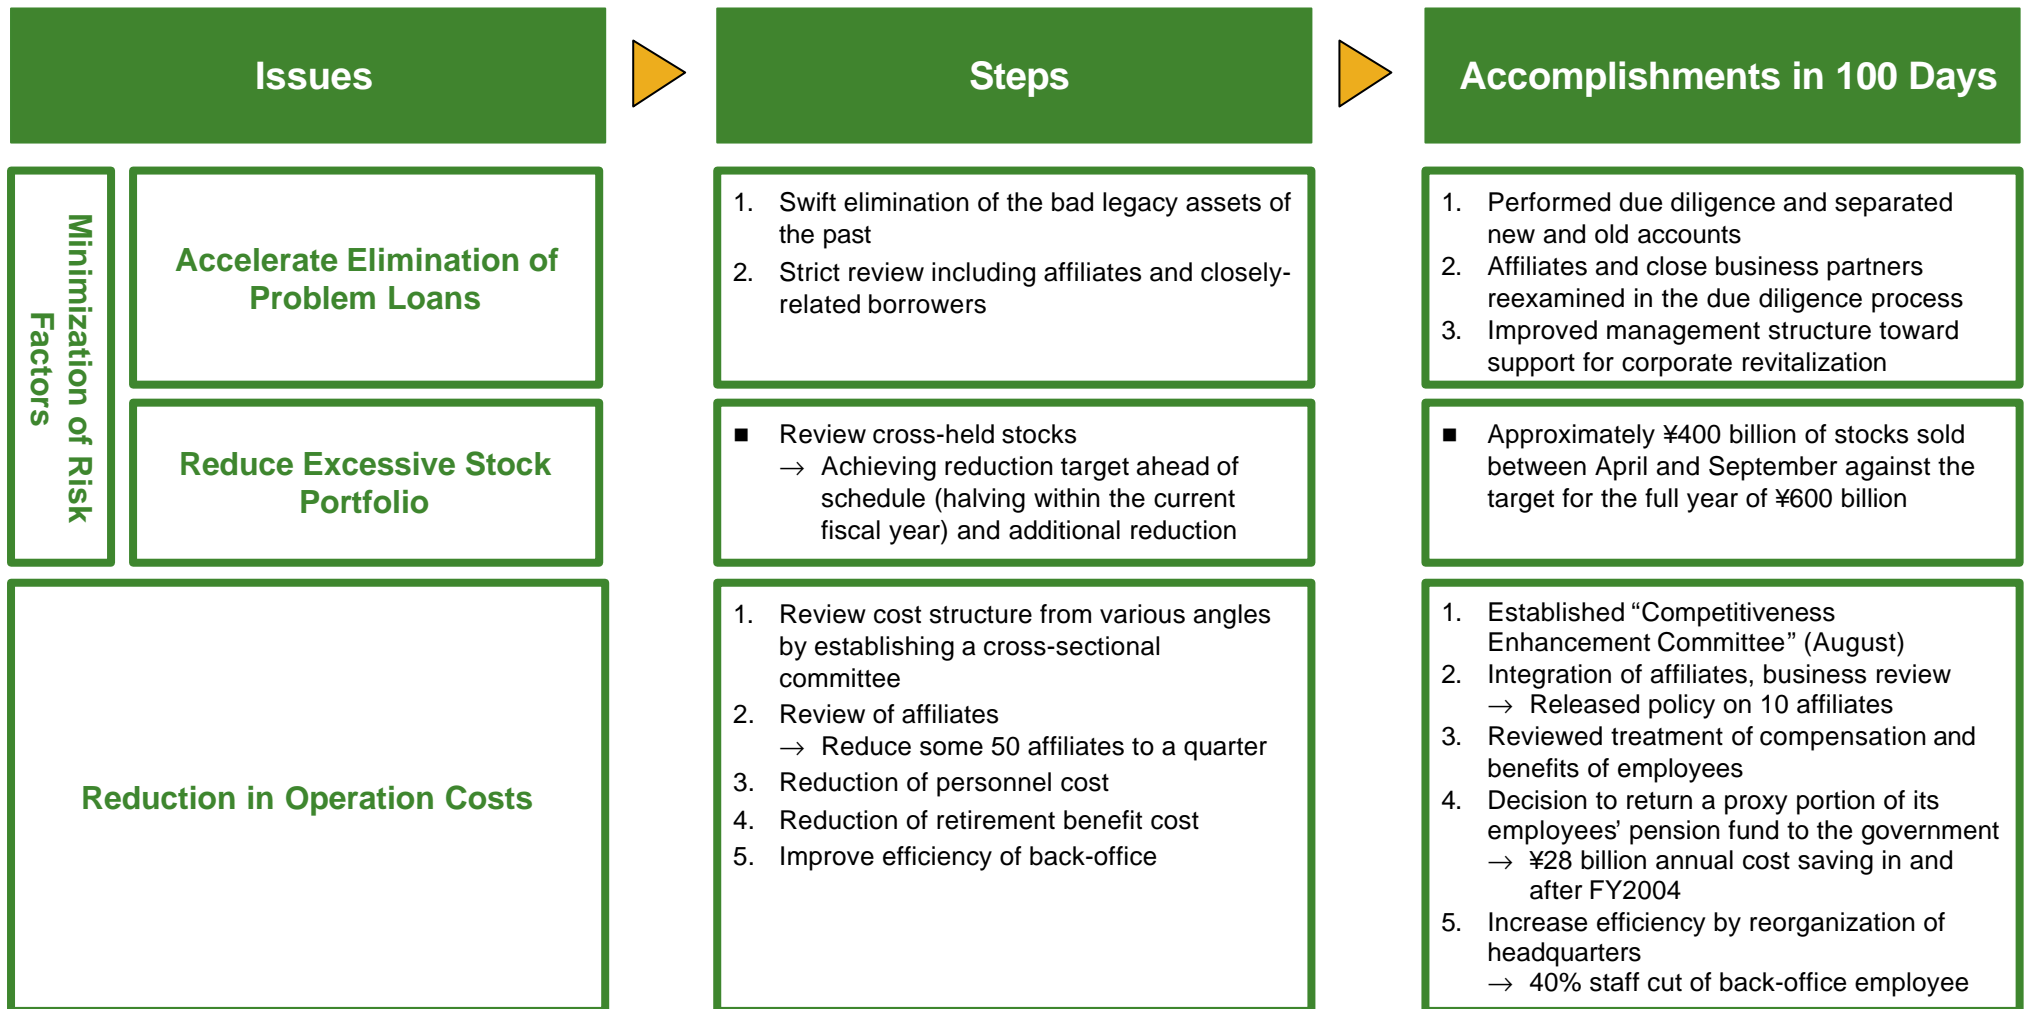 Issues
Steps
Accomplishments in 100 Days
Minimization of Risk
Factors
Accelerate Elimination of
Problem Loans
1. Swift elimination of the bad legacy assets of
the past
2. Strict review including affiliates and closely-
related borrowers
1. Performed due diligence and separated
new and old accounts
2. Affiliates and close business partners
reexamined in the due diligence process
3. Improved management structure toward
support for corporate revitalization
Reduce Excessive Stock
Portfolio
■ Review cross-held stocks
→ Achieving reduction target ahead of
schedule (halving within the current
fiscal year) and additional reduction
■ Approximately ¥400 billion of stocks sold
between April and September against the
target for the full year of ¥600 billion
Reduction in Operation Costs
1. Review cost structure from various angles
by establishing a cross-sectional
committee
2. Review of affiliates
→ Reduce some 50 affiliates to a quarter
3. Reduction of personnel cost
4. Reduction of retirement benefit cost
5. Improve efficiency of back-office
1. Established “Competitiveness
Enhancement Committee” (August)
2. Integration of affiliates, business review
→ Released policy on 10 affiliates
3. Reviewed treatment of compensation and
benefits of employees
4. Decision to return a proxy portion of its
employees’ pension fund to the government
→ ¥28 billion annual cost saving in and
after FY2004
5. Increase efficiency by reorganization of
headquarters
→ 40% staff cut of back-office employee